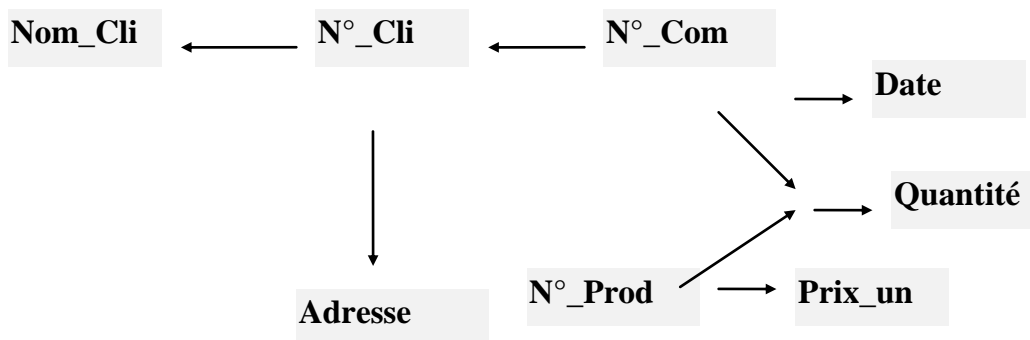 Nom_Cli
N°_Cli
N°_Com
Date
Quantité
N°_Prod
Prix_un
Adresse